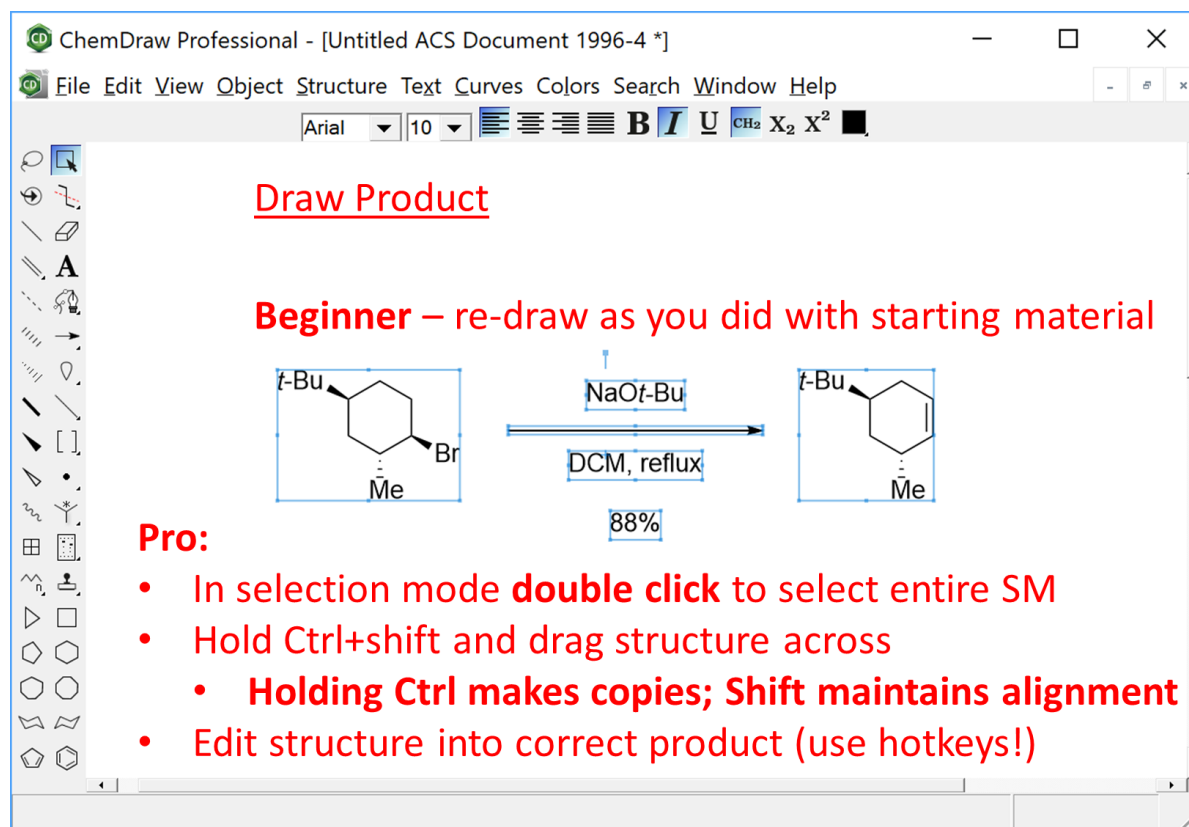 ChemDraw Professional - [Untitled ACS Document 1996-4 *]
File Edit View Object Structure Text Curves Colors Search Window Help
Arial 10 B I U CH₂ X₂ X²
A
Draw Product
Beginner – re-draw as you did with starting material
t-Bu NaOt-Bu t-Bu
Br
DCM, reflux
Me Me
88%
Pro:
• In selection mode double click to select entire SM
• Hold Ctrl+shift and drag structure across
• Holding Ctrl makes copies; Shift maintains alignment
• Edit structure into correct product (use hotkeys!)